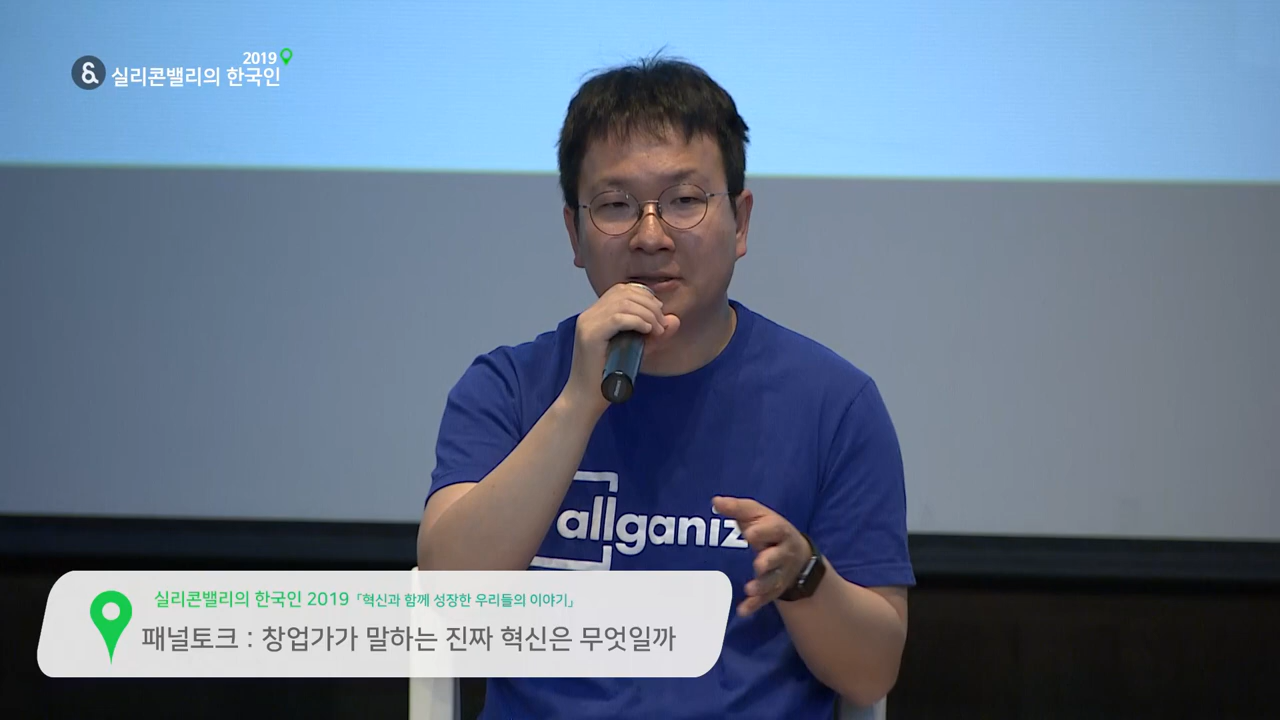 2019
& 실리콘밸리의 한국인
allganiz
실리콘밸리의 한국인 2019 「혁신과 함께 성장한 우리들의 이야기」
패널토크 : 창업가가 말하는 진짜 혁신은 무엇일까